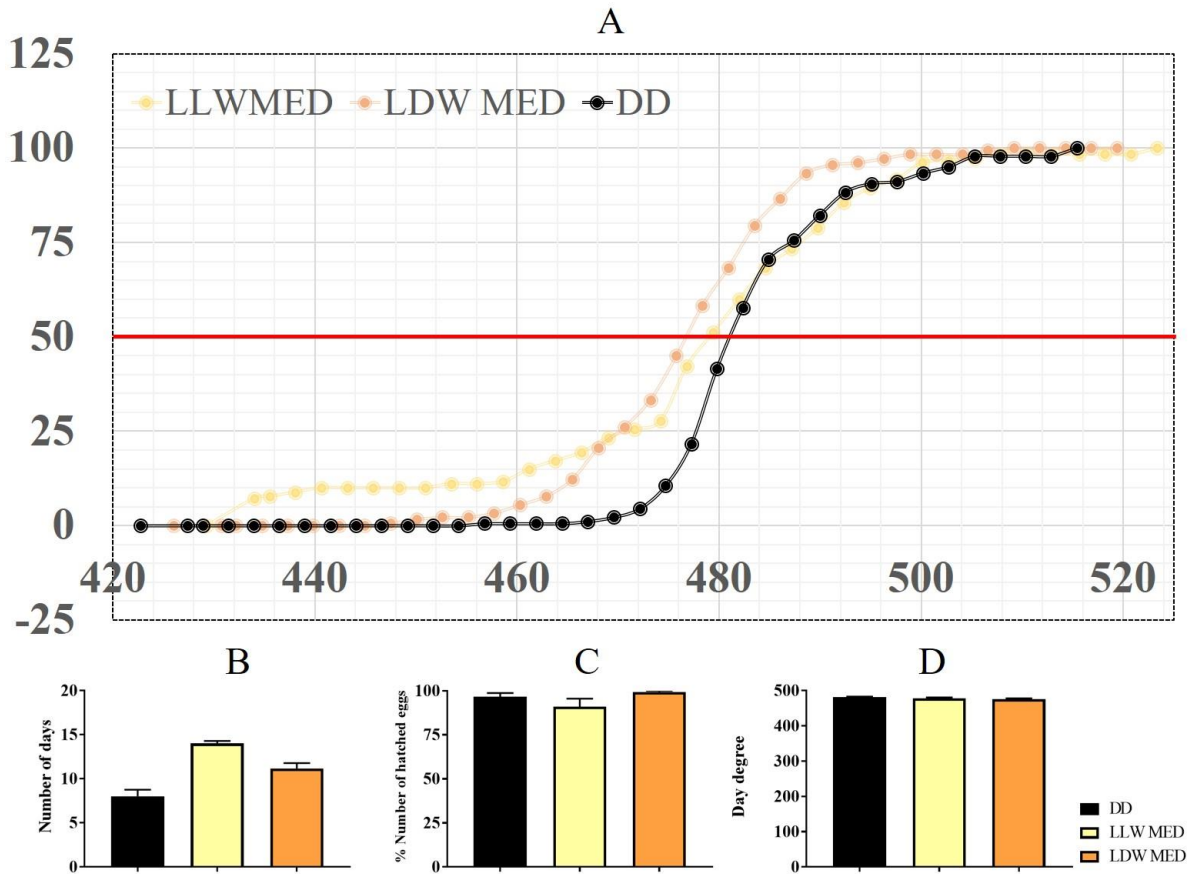 A
125
LLWMED LDW MED DD
100
75
50
25
0
420 440 460 480 500 520
-25
B C D
20
15
10
5
0
Number of days
100
75
50
25
0
% Number of hatched eggs
500
400
300
200
100
0
Day degree
DD
LLW MED
LDW MED